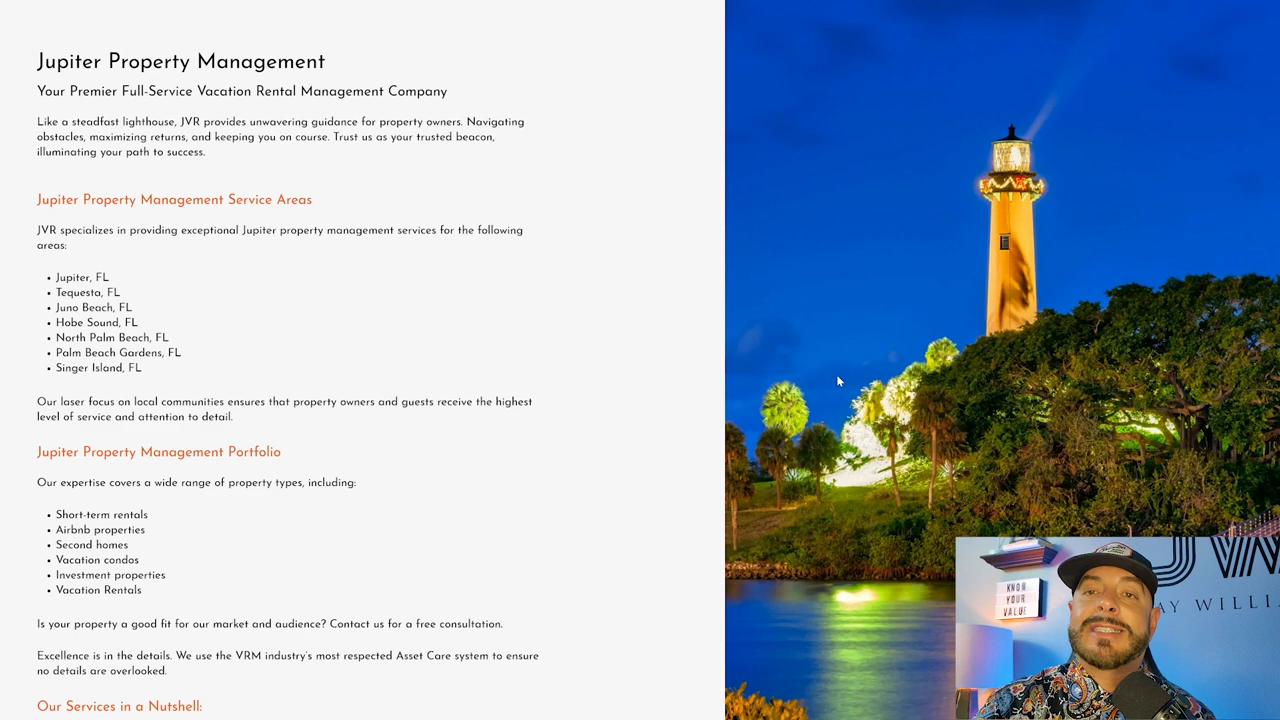 Jupiter Property Management
Your Premier Full-Service Vacation Rental Management Company
Like a steadfast lighthouse, JVR provides unwavering guidance for property owners. Navigating
obstacles, maximizing returns, and keeping you on course. Trust us as your trusted beacon,
illuminating your path to success.
Jupiter Property Management Service Areas
JVR specializes in providing exceptional Jupiter property management services for the following
areas:
• Jupiter, FL
• Tequesta, FL
• Juno Beach, FL
• Hobe Sound, FL
• North Palm Beach, FL
• Palm Beach Gardens, FL
• Singer Island, FL
Our laser focus on local communities ensures that property owners and guests receive the highest
level of service and attention to detail.
Jupiter Property Management Portfolio
Our expertise covers a wide range of property types, including:
• Short-term rentals
• Airbnb properties
• Second homes
• Vacation condos
• Investment properties
• Vacation Rentals
Is your property a good fit for our market and audience? Contact us for a free consultation.
Excellence is in the details. We use the VRM industry's most respected Asset Care system to ensure
no details are overlooked.
Our Services in a Nutshell:
KNOW
YOUR
VALUE
AY WILLI